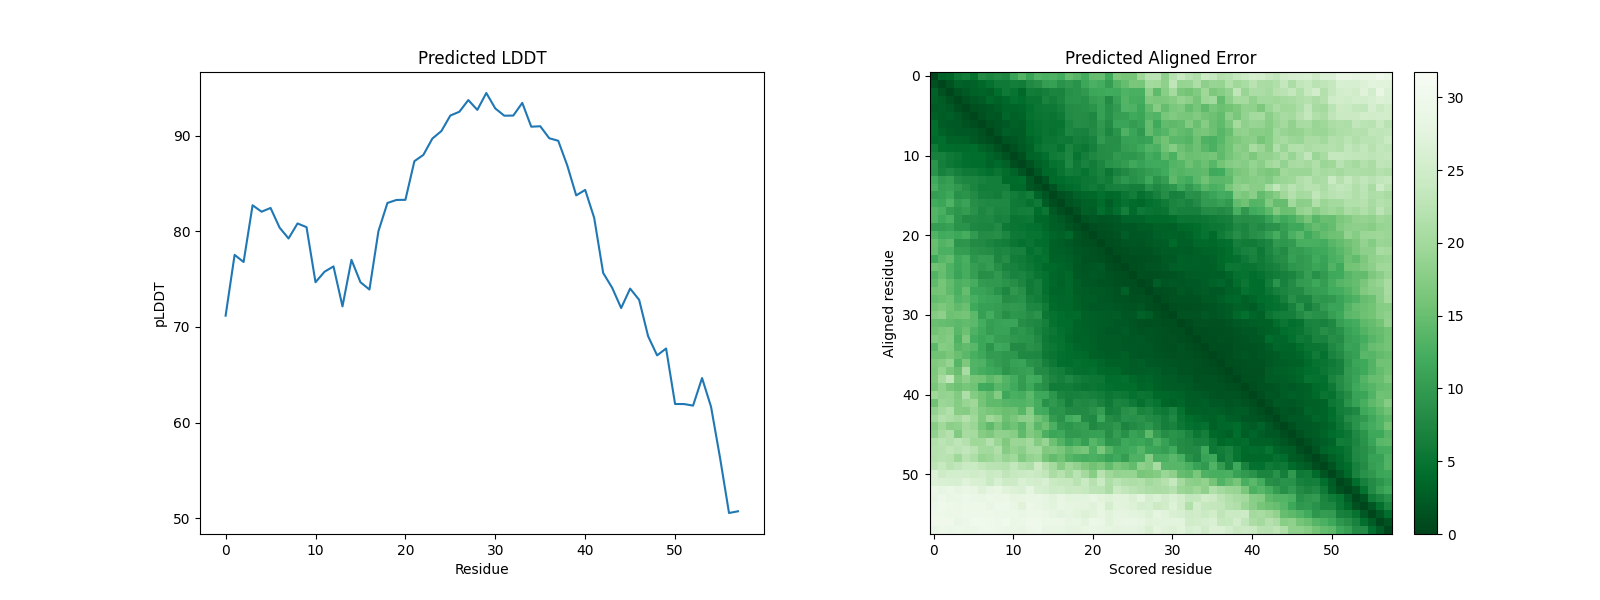 Predicted LDDT
pLDDT
90
80
70
60
50
0 10 20 30 40 50
Residue
Predicted Aligned Error
Aligned residue
0
10
20
30
40
50
0 10 20 30 40 50
Scored residue
30
25
20
15
10
5
0